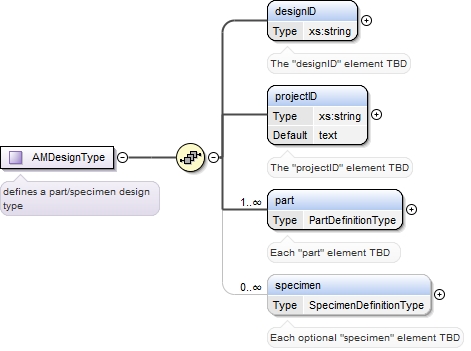 designID
Type xs:string
The "designID" element TBD
projectID
Type xs:string
Default text
The "projectID" element TBD
AMDesignType
defines a part/specimen design
type
1..∞
part
Type PartDefinitionType
Each "part" element TBD
0..∞
specimen
Type SpecimenDefinitionType
Each optional "specimen" element TBD